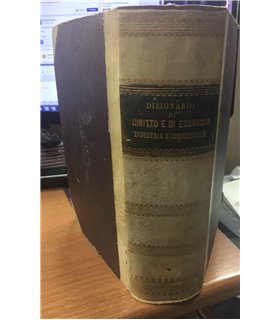 DIZIONARIO
DI
DIRITTO E DI ECONOMIA
INDUSTRIA E COMMERCIALE